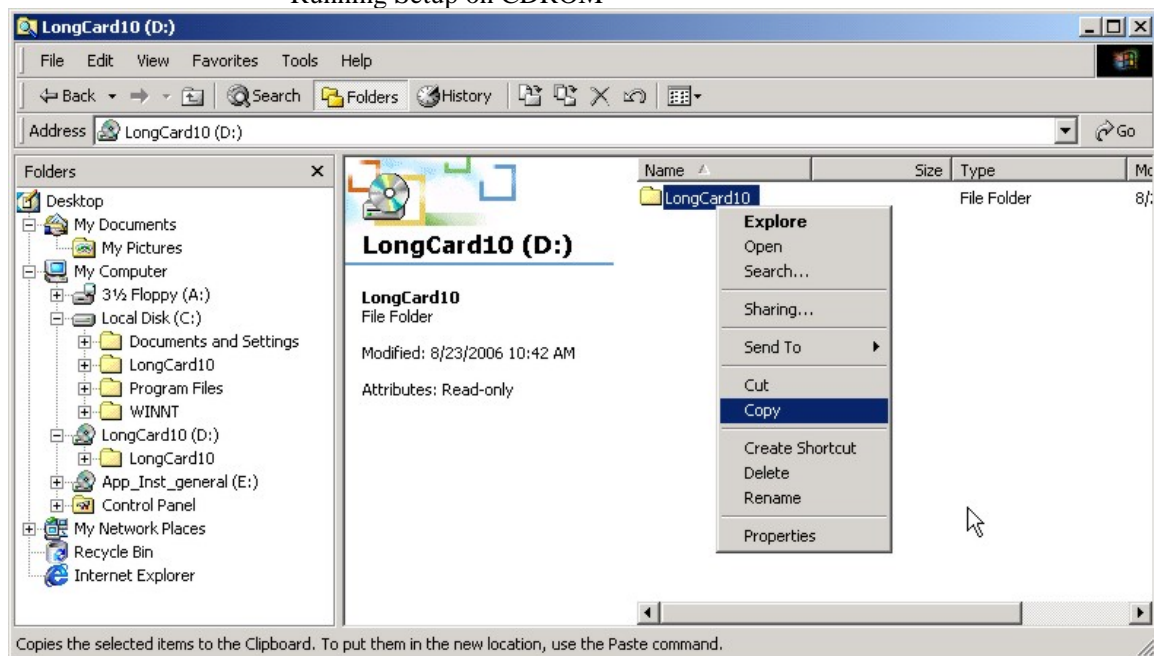 Running Setup on CDROM
LongCard10 (D:)
File Edit View Favorites Tools Help
Back Search Folders History
Address LongCard10 (D:) Go
Folders
Desktop
My Documents
My Pictures
My Computer
3½ Floppy (A:)
Local Disk (C:)
Documents and Settings
LongCard10
Program Files
WINNT
LongCard10 (D:)
LongCard10
App_Inst_general (E:)
Control Panel
My Network Places
Recycle Bin
Internet Explorer
LongCard10 (D:)
LongCard10
File Folder
Modified: 8/23/2006 10:42 AM
Attributes: Read-only
Name Size Type
LongCard10 File Folder
Explore
Open
Search...
Sharing...
Send To
Cut
Copy
Create Shortcut
Delete
Rename
Properties
Copies the selected items to the Clipboard. To put them in the new location, use the Paste command.